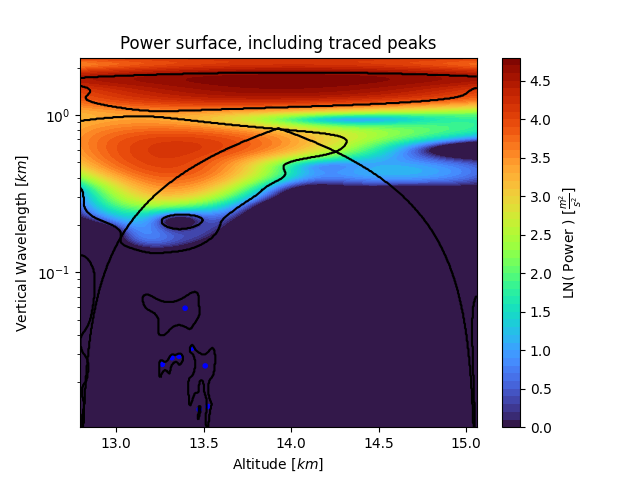 Power surface, including traced peaks
10⁰
10⁻¹
Vertical Wavelength [km]
13.0 13.5 14.0 14.5 15.0
Altitude [km]
4.5
4.0
3.5
3.0
2.5
2.0
1.5
1.0
0.5
0.0
LN( Power ) [m²/s²]